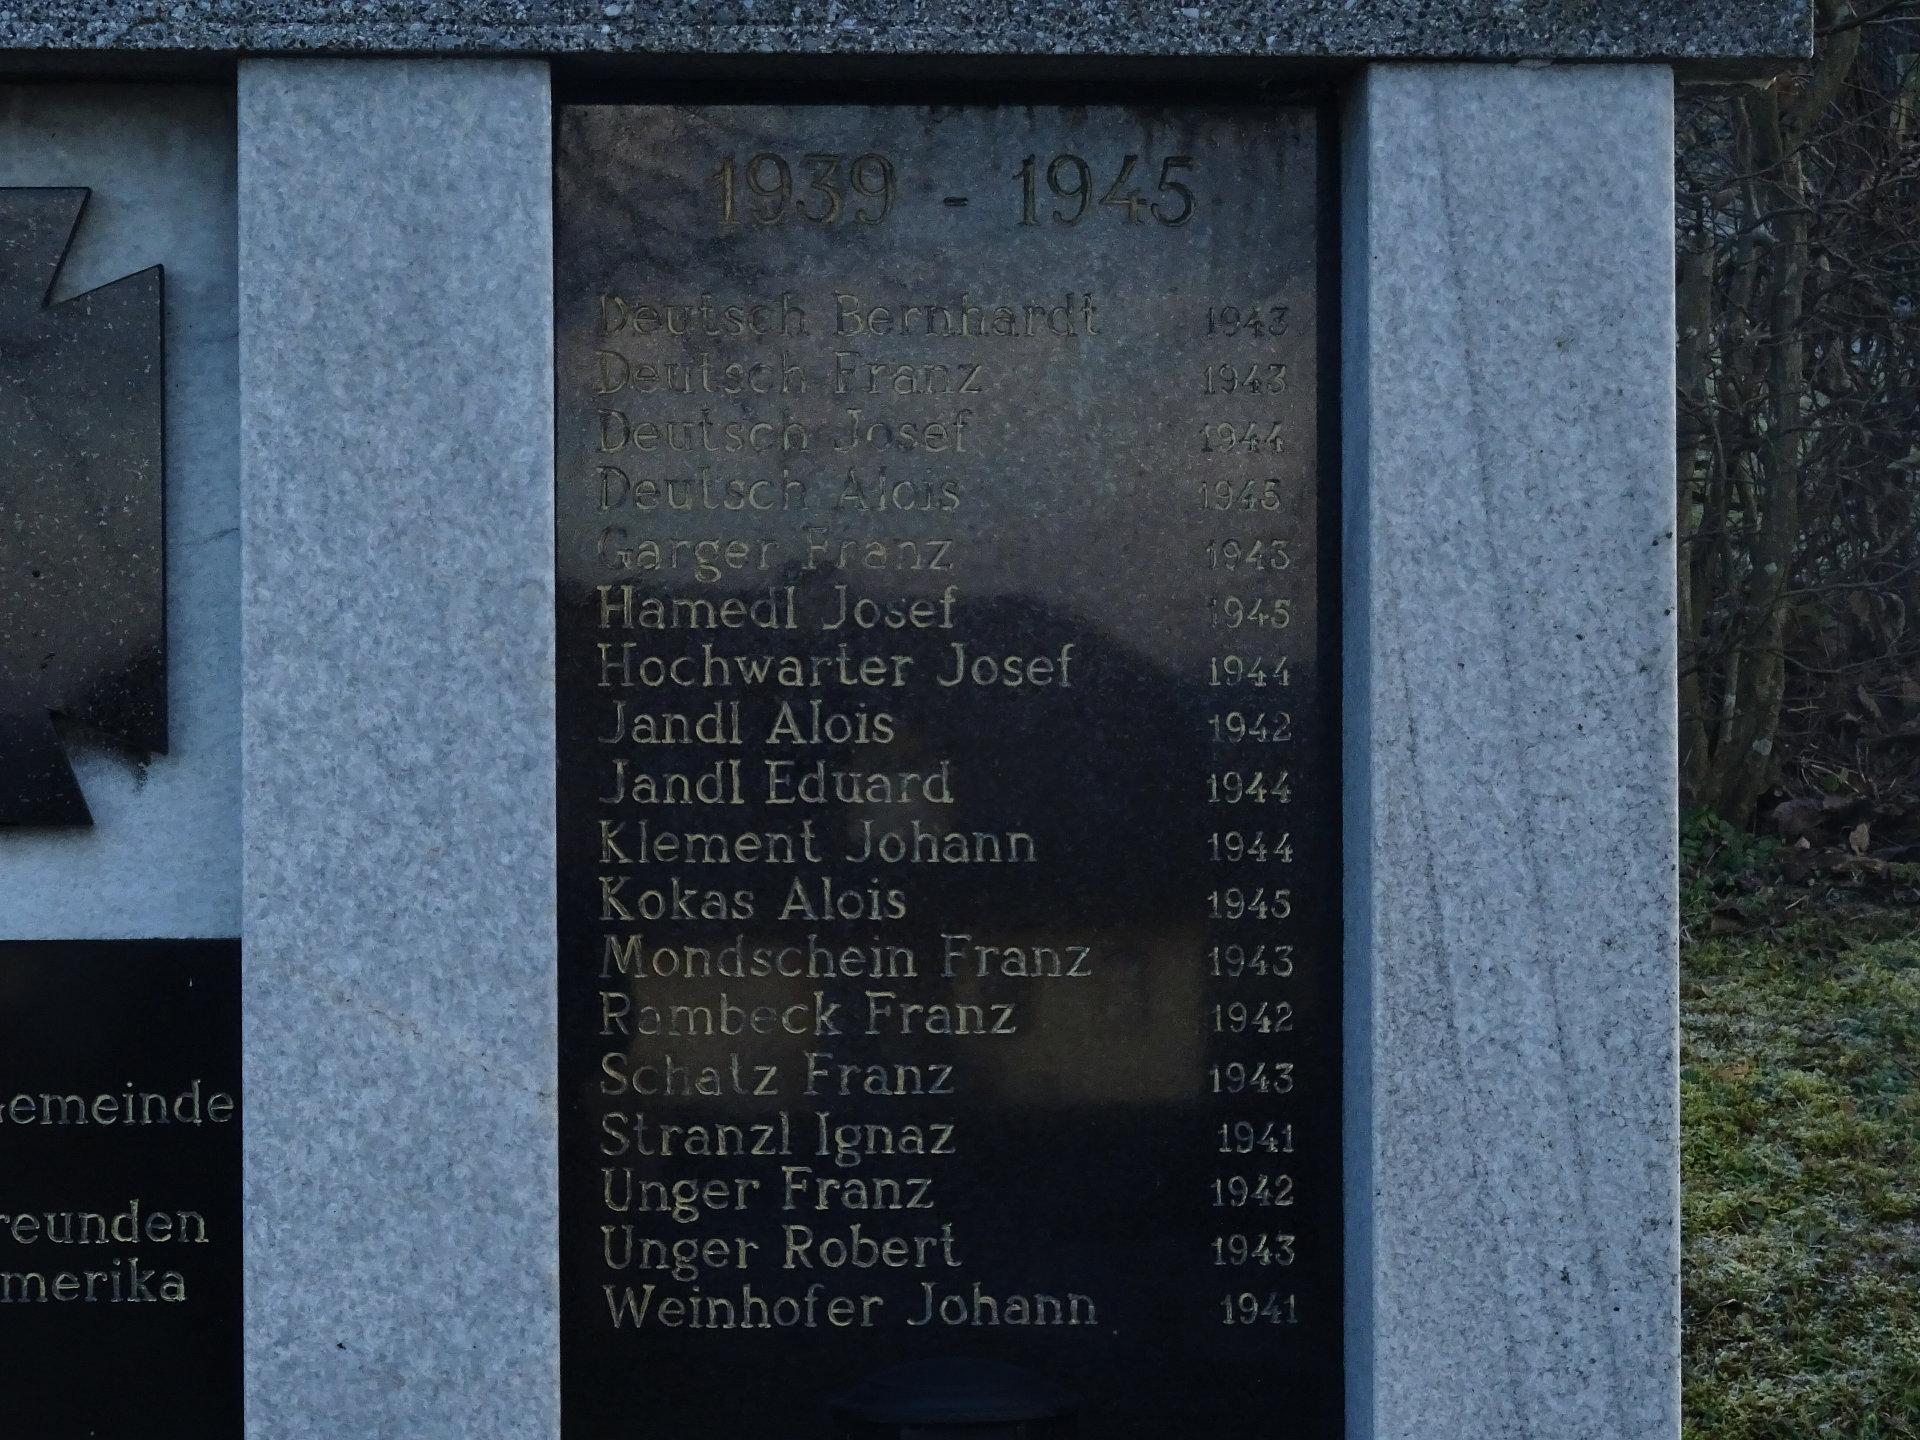 1939 - 1945
Deutsch Bernhardt 1943
Deutsch Franz 1943
Deutsch Josef 1944
Deutsch Alois 1945
Garger Franz 1943
Hamedl Josef 1945
Hochwarter Josef 1944
Jandl Alois 1942
Jandl Eduard 1944
Klement Johann 1944
Kokas Alois 1945
Mondschein Franz 1943
Rambeck Franz 1942
Schatz Franz 1943
Stranzl Ignaz 1941
Unger Franz 1942
Unger Robert 1943
Weinhofer Johann 1941
emeinde
reunden
merika